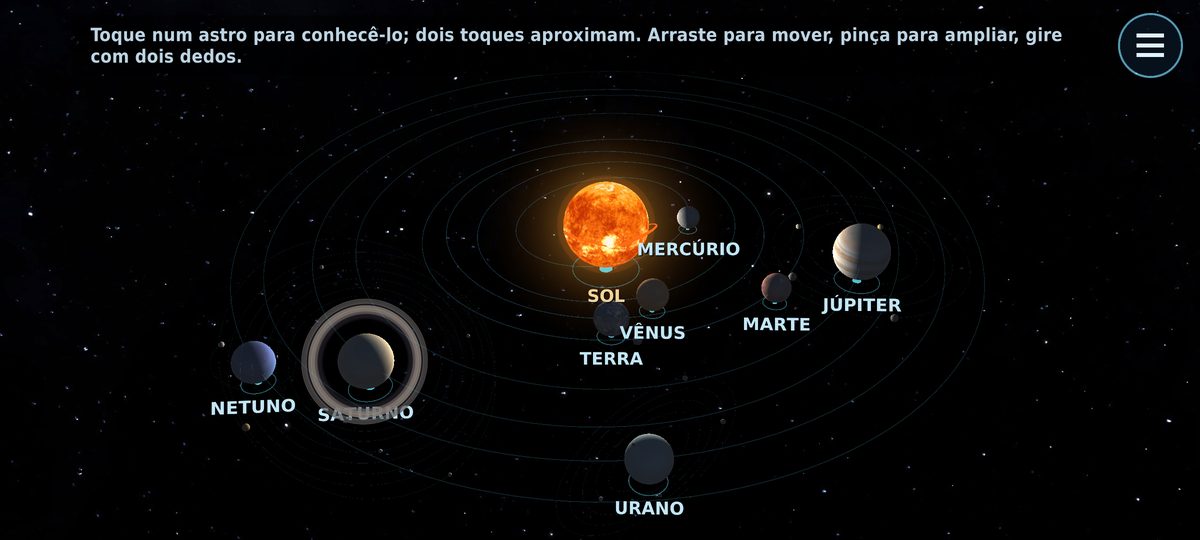 Toque num astro para conhecê-lo; dois toques aproximam. Arraste para mover, pinça para ampliar, gire
com dois dedos.
MERCÚRIO
SOL
JÚPITER
MARTE
VÊNUS
TERRA
NETUNO
SATURNO
URANO